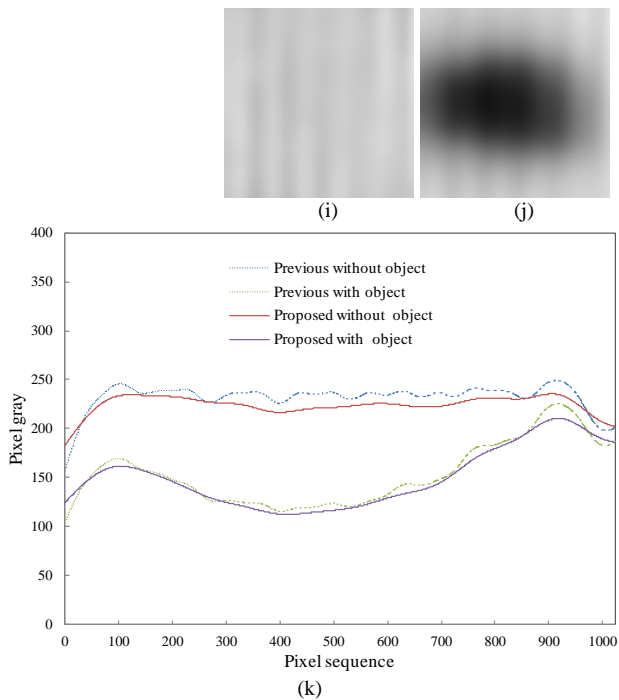 (i) (j)
400
350
300
250
200
150
100
50
0
Pixel gray
Previous without object
Previous with object
Proposed without object
Proposed with object
0 100 200 300 400 500 600 700 800 900 1000
Pixel sequence
(k)